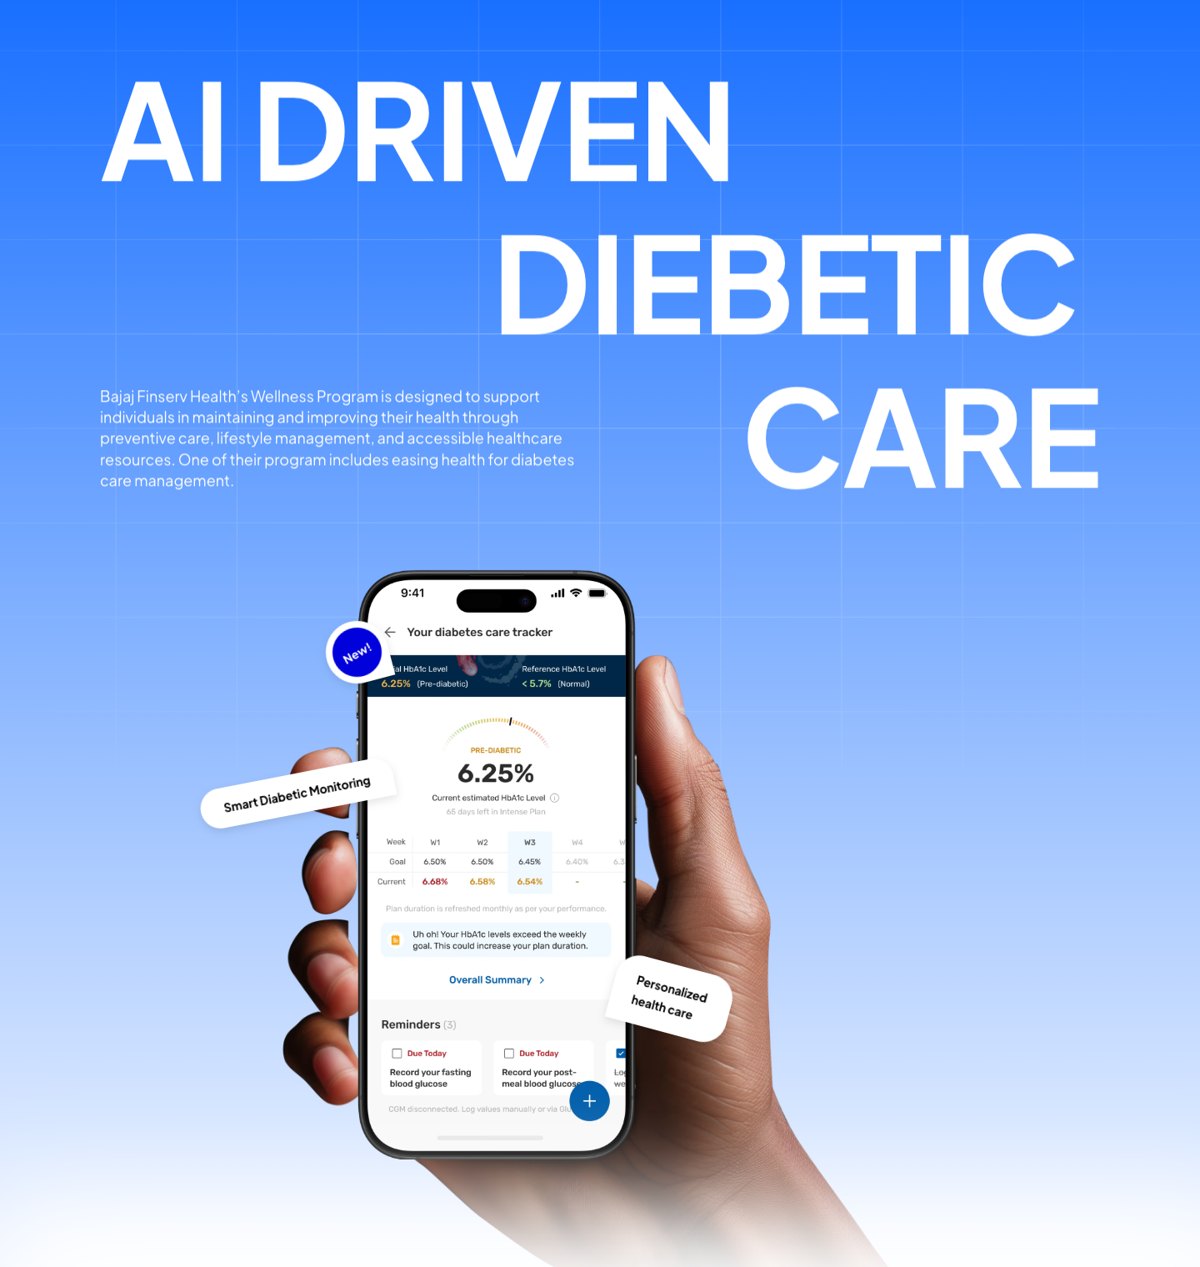 AI DRIVEN
DIEBETIC
CARE
Bajaj Finserv Health's Wellness Program is designed to support
individuals in maintaining and improving their health through
preventive care, lifestyle management, and accessible healthcare
resources. One of their program includes easing health for diabetes
care management.
9:41
Your diabetes care tracker
New!
HbA1c Level
Reference HbA1c Level
6.25% (Pre-diabetic)
< 5.7% (Normal)
PRE-DIABETIC
6.25%
Smart Diabetic Monitoring
Current estimated HbA1c Level
65 days left in Intense Plan
Week W1 W2 W3 W4
Goal 6.50% 6.50% 6.45% 6.40%
Current 6.68% 6.58% 6.54% - -
Plan duration is refreshed monthly as per your performance.
Uh oh! Your HbA1c levels exceed the weekly
goal. This could increase your plan duration.
Overall Summary
Personalized
health care
Reminders (3)
Due Today
Record your fasting
blood glucose
Due Today
Record your post-
meal blood glucose
CGM disconnected. Log values manually or via